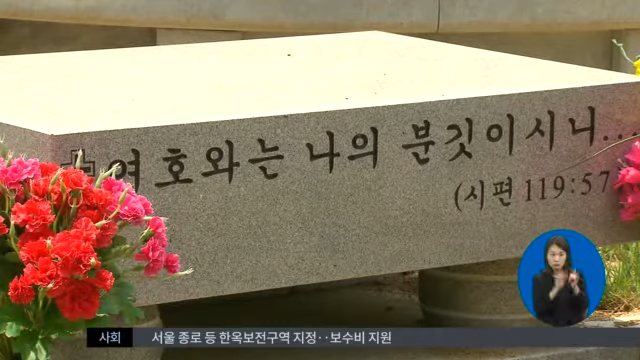 여호와는 나의 분깃이시니...
(시편 119:57
사회 서울 종로 등 한옥보전구역 지정‥보수비 지원